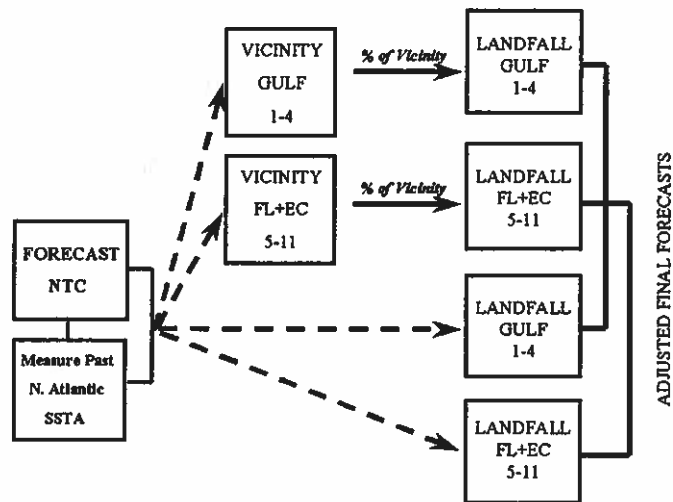 VICINITY
GULF
1-4
% of Vicinity
LANDFALL
GULF
1-4
VICINITY
FL+EC
5-11
% of Vicinity
LANDFALL
FL+EC
5-11
FORECAST
NTC
Measure Past
N. Atlantic
SSTA
LANDFALL
GULF
1-4
LANDFALL
FL+EC
5-11
ADJUSTED FINAL FORECASTS